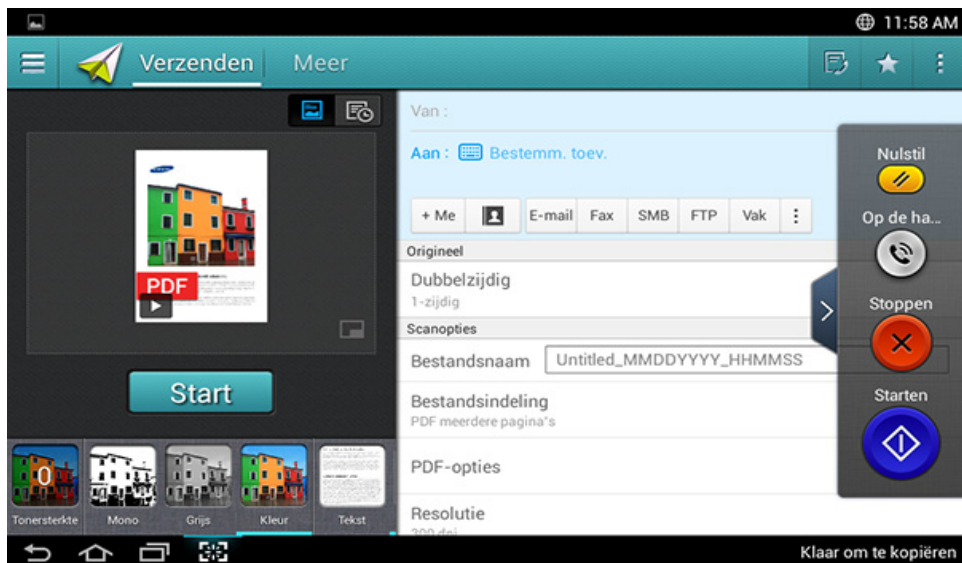 11:58 AM
Verzenden
Meer
Van :
Aan :
Bestemm. toev.
+ Me
E-mail
Fax
SMB
FTP
Vak
Origineel
Dubbelzijdig
1-zijdig
Scanopties
Bestandsnaam
Untitled_MMDDYYYY_HHMMSS
Bestandsindeling
PDF meerdere pagina's
PDF-opties
Resolutie
PDF
Start
0
Tonersterkte
Mono
Grijs
Kleur
Tekst
Nulstil
Op de ha...
Stoppen
Starten
Klaar om te kopiëren